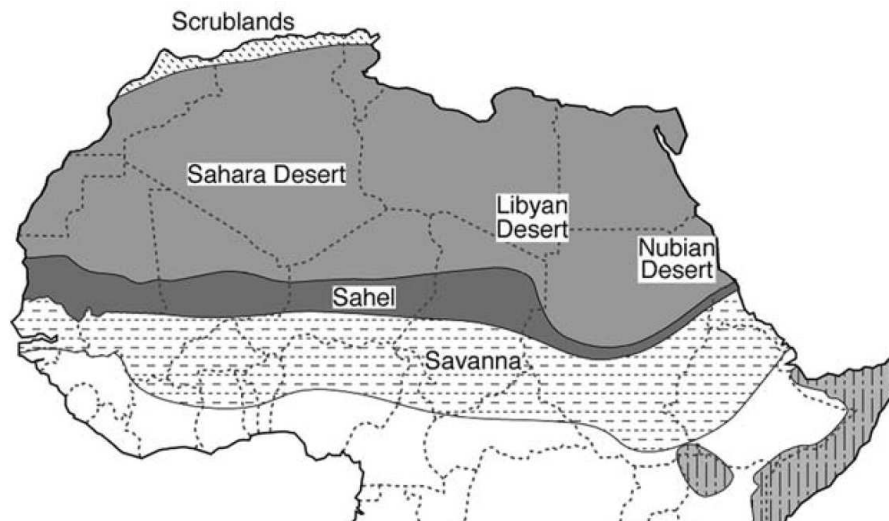 Scrublands
Sahara Desert
Libyan
Desert
Nubian
Desert
Sahel
Savanna